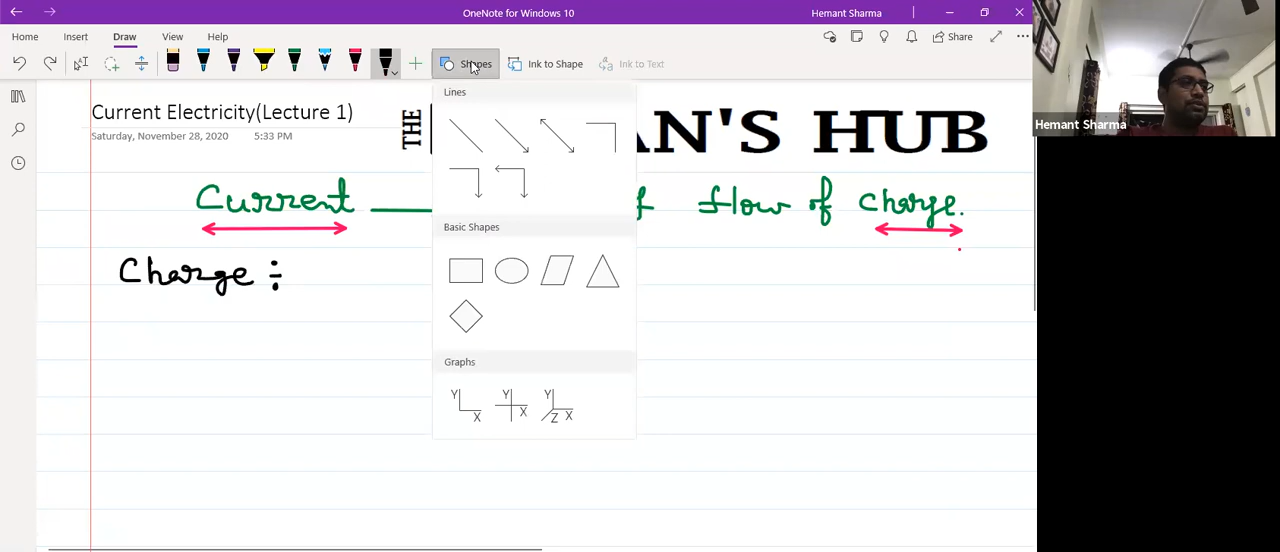 OneNote for Windows 10
Hemant Sharma
Home Insert Draw View Help
Share
Shapes Ink to Shape Ink to Text
Lines
Current Electricity(Lecture 1)
Saturday, November 28, 2020 5:33 PM
THE AN'S HUB
Hemant Sharma
Current flow of charge.
Basic Shapes
Charge :
Graphs
Y X Y X Y Z X